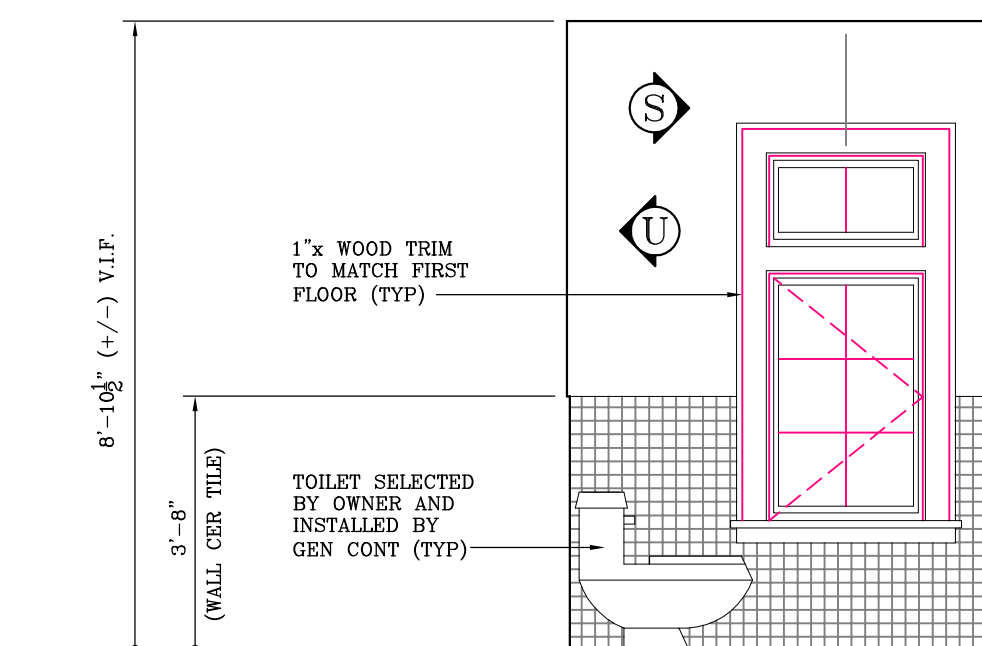 S
U
1"x WOOD TRIM
TO MATCH FIRST
FLOOR (TYP)
8'-10½" (+/-) V.I.F.
3'-8"
(WALL CER TILE)
TOILET SELECTED
BY OWNER AND
INSTALLED BY
GEN CONT (TYP)